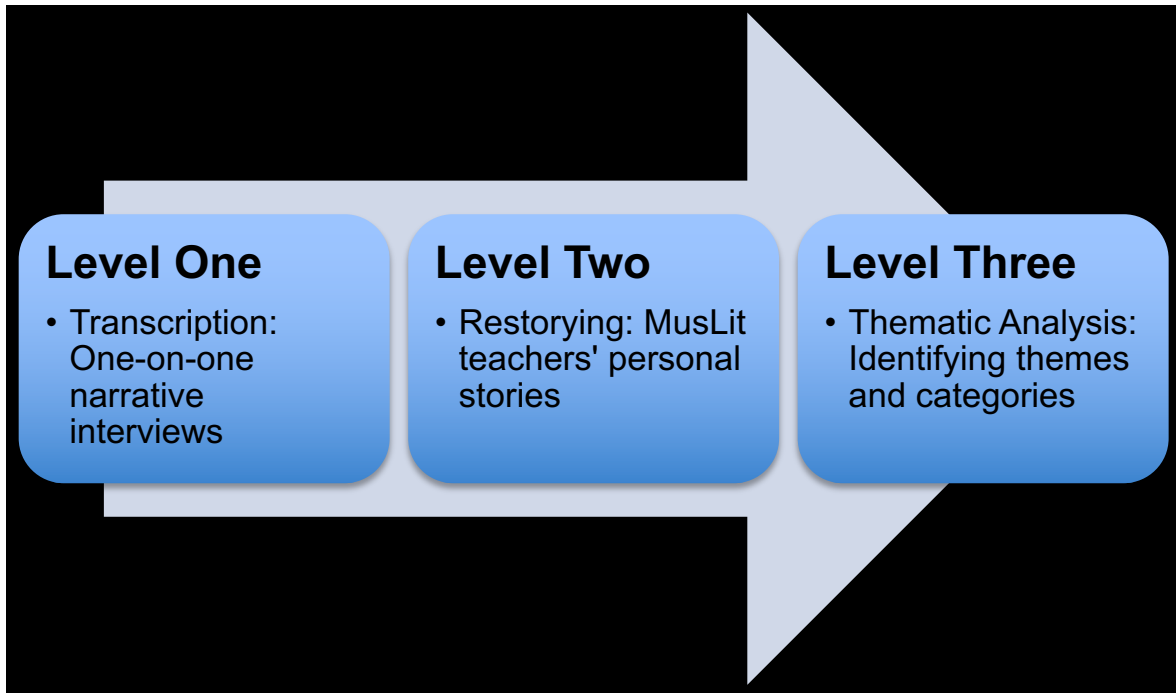 Level One
• Transcription:
One-on-one
narrative
interviews
Level Two
• Restorying: MusLit
teachers' personal
stories
Level Three
• Thematic Analysis:
Identifying themes
and categories